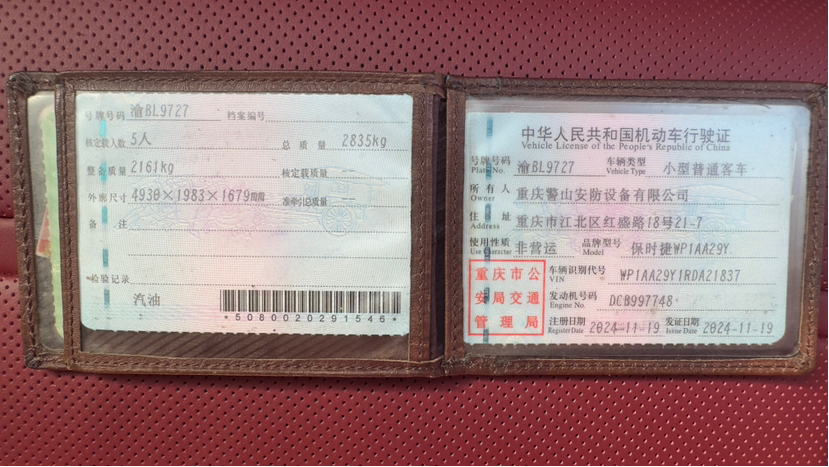 号牌号码 渝BL9727 档案编号
核定载人数 5人 总质量 2835kg
整备质量 2161kg 核定载质量 --
外廓尺寸 4930×1983×1679mm 准牵引总质量 --
备注
检验记录
汽油
*5080020291546*
中华人民共和国机动车行驶证
Vehicle License of the People's Republic of China
号牌号码 渝BL9727 车辆类型 小型普通客车
Plate No. Vehicle Type
所有人 重庆警山安防设备有限公司
Owner
住址 重庆市江北区红盛路18号21-7
Address
使用性质 非营运 品牌型号 保时捷WP1AA29Y
Use Character Model
重庆市公
安局交通
管理局
车辆识别代号 WP1AA29Y1RDA21837
VIN
发动机号码 DCB997748
Engine No.
注册日期 2024-11-19 发证日期 2024-11-19
Register Date Issue Date